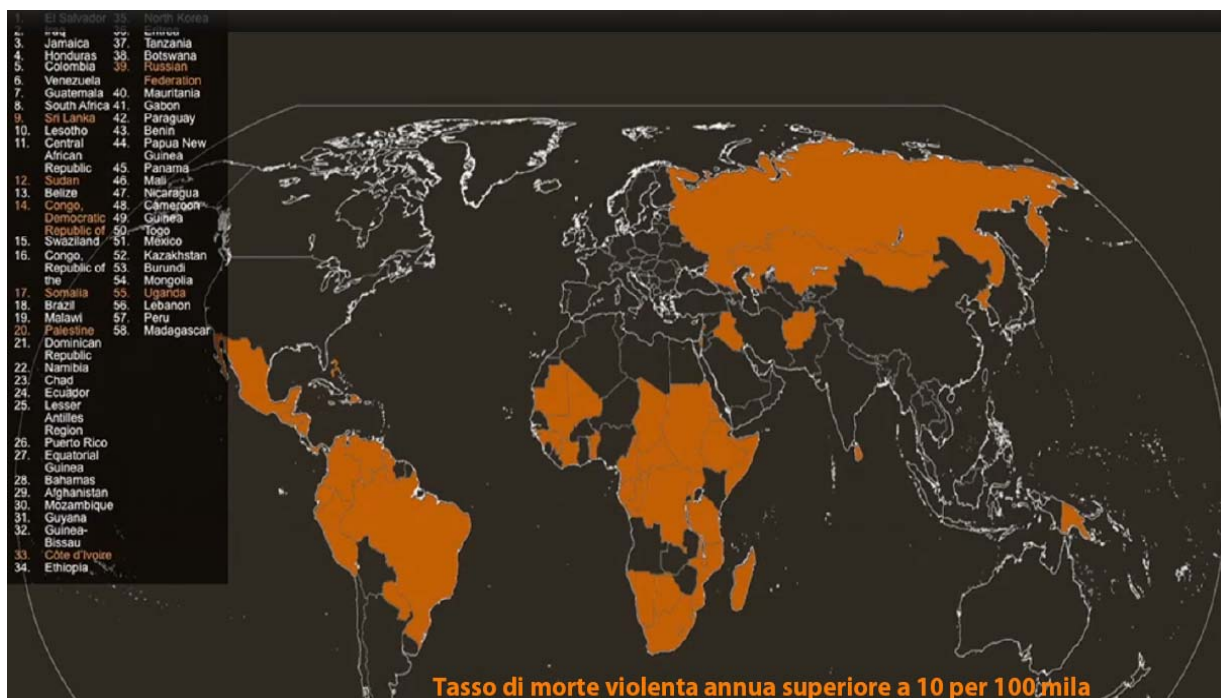 1. El Salvador
2. Iraq
3. Jamaica
4. Honduras
5. Colombia
6. Venezuela
7. Guatemala
8. South Africa
9. Sri Lanka
10. Lesotho
11. Central
African
Republic
12. Sudan
13. Belize
14. Congo,
Democratic
Republic of
15. Swaziland
16. Congo,
Republic of
the
17. Somalia
18. Brazil
19. Malawi
20. Palestine
21. Dominican
Republic
22. Namibia
23. Chad
24. Ecuador
25. Lesser
Antilles
Region
26. Puerto Rico
27. Equatorial
Guinea
28. Bahamas
29. Afghanistan
30. Mozambique
31. Guyana
32. Guinea-
Bissau
33. Côte d'Ivoire
34. Ethiopia
35. North Korea
36. Eritrea
37. Tanzania
38. Botswana
39. Russian
Federation
40. Mauritania
41. Gabon
42. Paraguay
43. Benin
44. Papua New
Guinea
45. Panama
46. Mali
47. Nicaragua
48. Cameroon
49. Guinea
50. Togo
51. Mexico
52. Kazakhstan
53. Burundi
54. Mongolia
55. Uganda
56. Lebanon
57. Peru
58. Madagascar
Tasso di morte violenta annua superiore a 10 per 100 mila